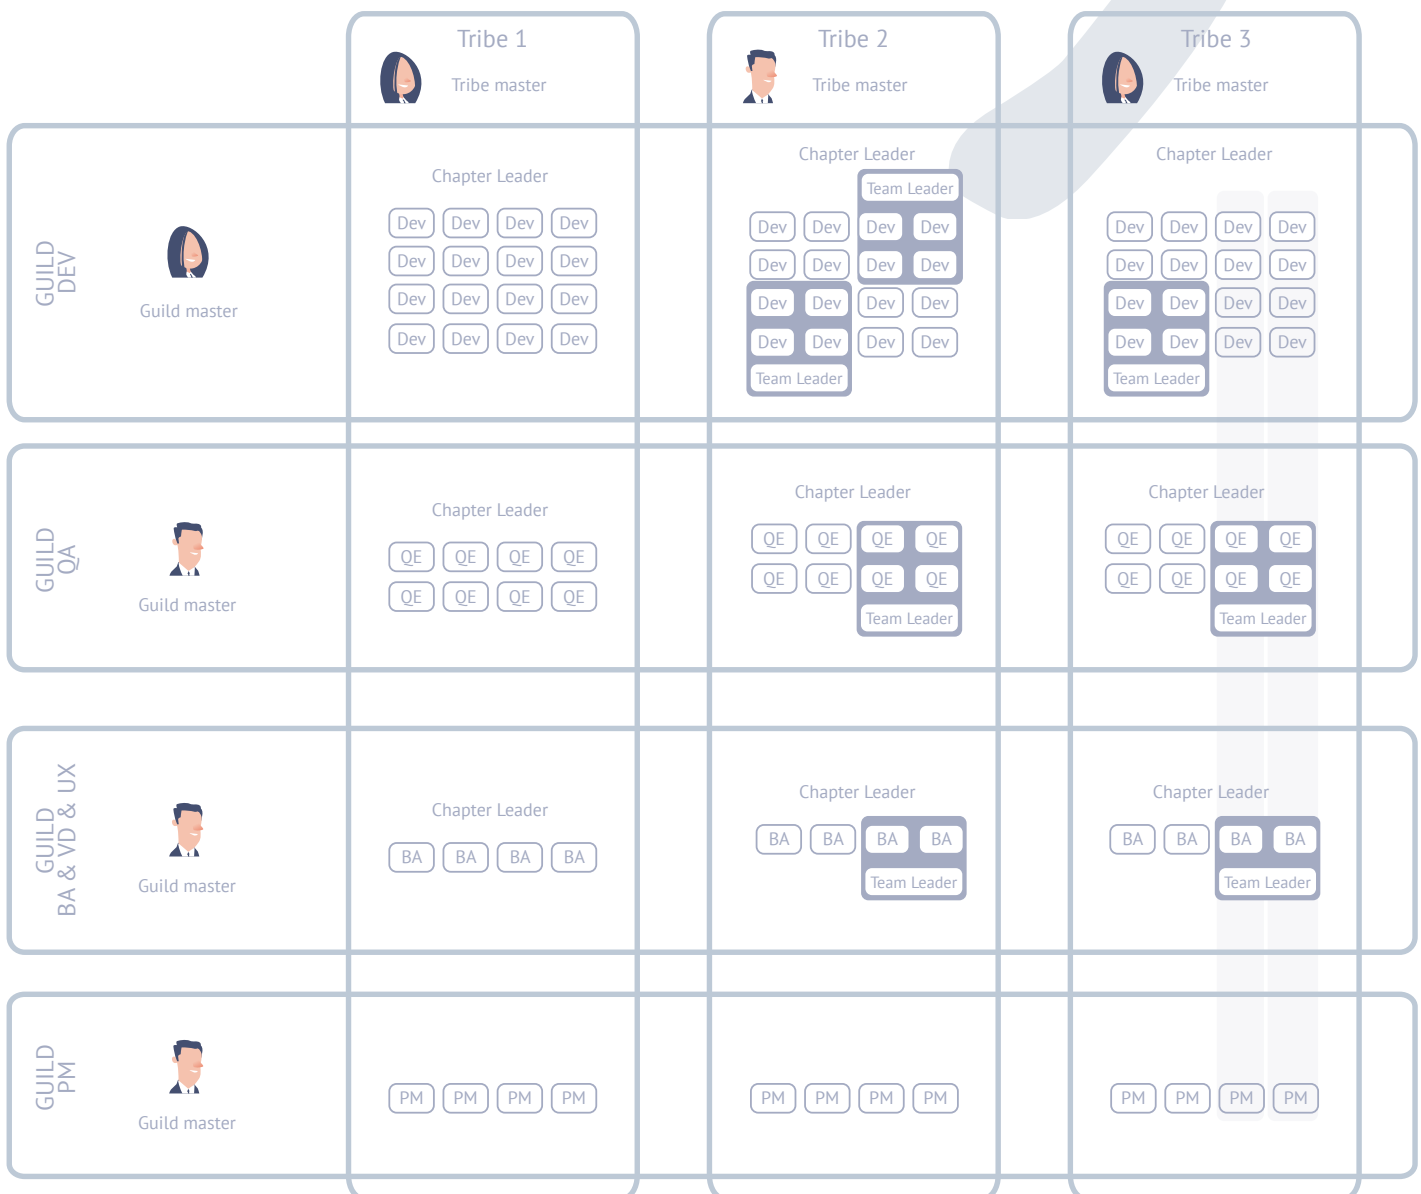 Tribe 1
Tribe master
Tribe 2
Tribe master
Tribe 3
Tribe master
GUILD
DEV
Guild master
Chapter Leader
Dev Dev Dev Dev
Dev Dev Dev Dev
Dev Dev Dev Dev
Dev Dev Dev Dev
Chapter Leader
Team Leader
Dev Dev Dev Dev
Dev Dev Dev Dev
Dev Dev Dev Dev
Dev Dev Dev Dev
Team Leader
Chapter Leader
Dev Dev Dev Dev
Dev Dev Dev Dev
Dev Dev Dev Dev
Dev Dev Dev Dev
Team Leader
GUILD
QA
Guild master
Chapter Leader
QE QE QE QE
QE QE QE QE
Chapter Leader
QE QE QE QE
QE QE QE QE
Team Leader
Chapter Leader
QE QE QE QE
QE QE QE QE
Team Leader
GUILD
BA & VD & UX
Guild master
Chapter Leader
BA BA BA BA
Chapter Leader
BA BA BA BA
Team Leader
Chapter Leader
BA BA BA BA
Team Leader
GUILD
PM
Guild master
PM PM PM PM
PM PM PM PM
PM PM PM PM